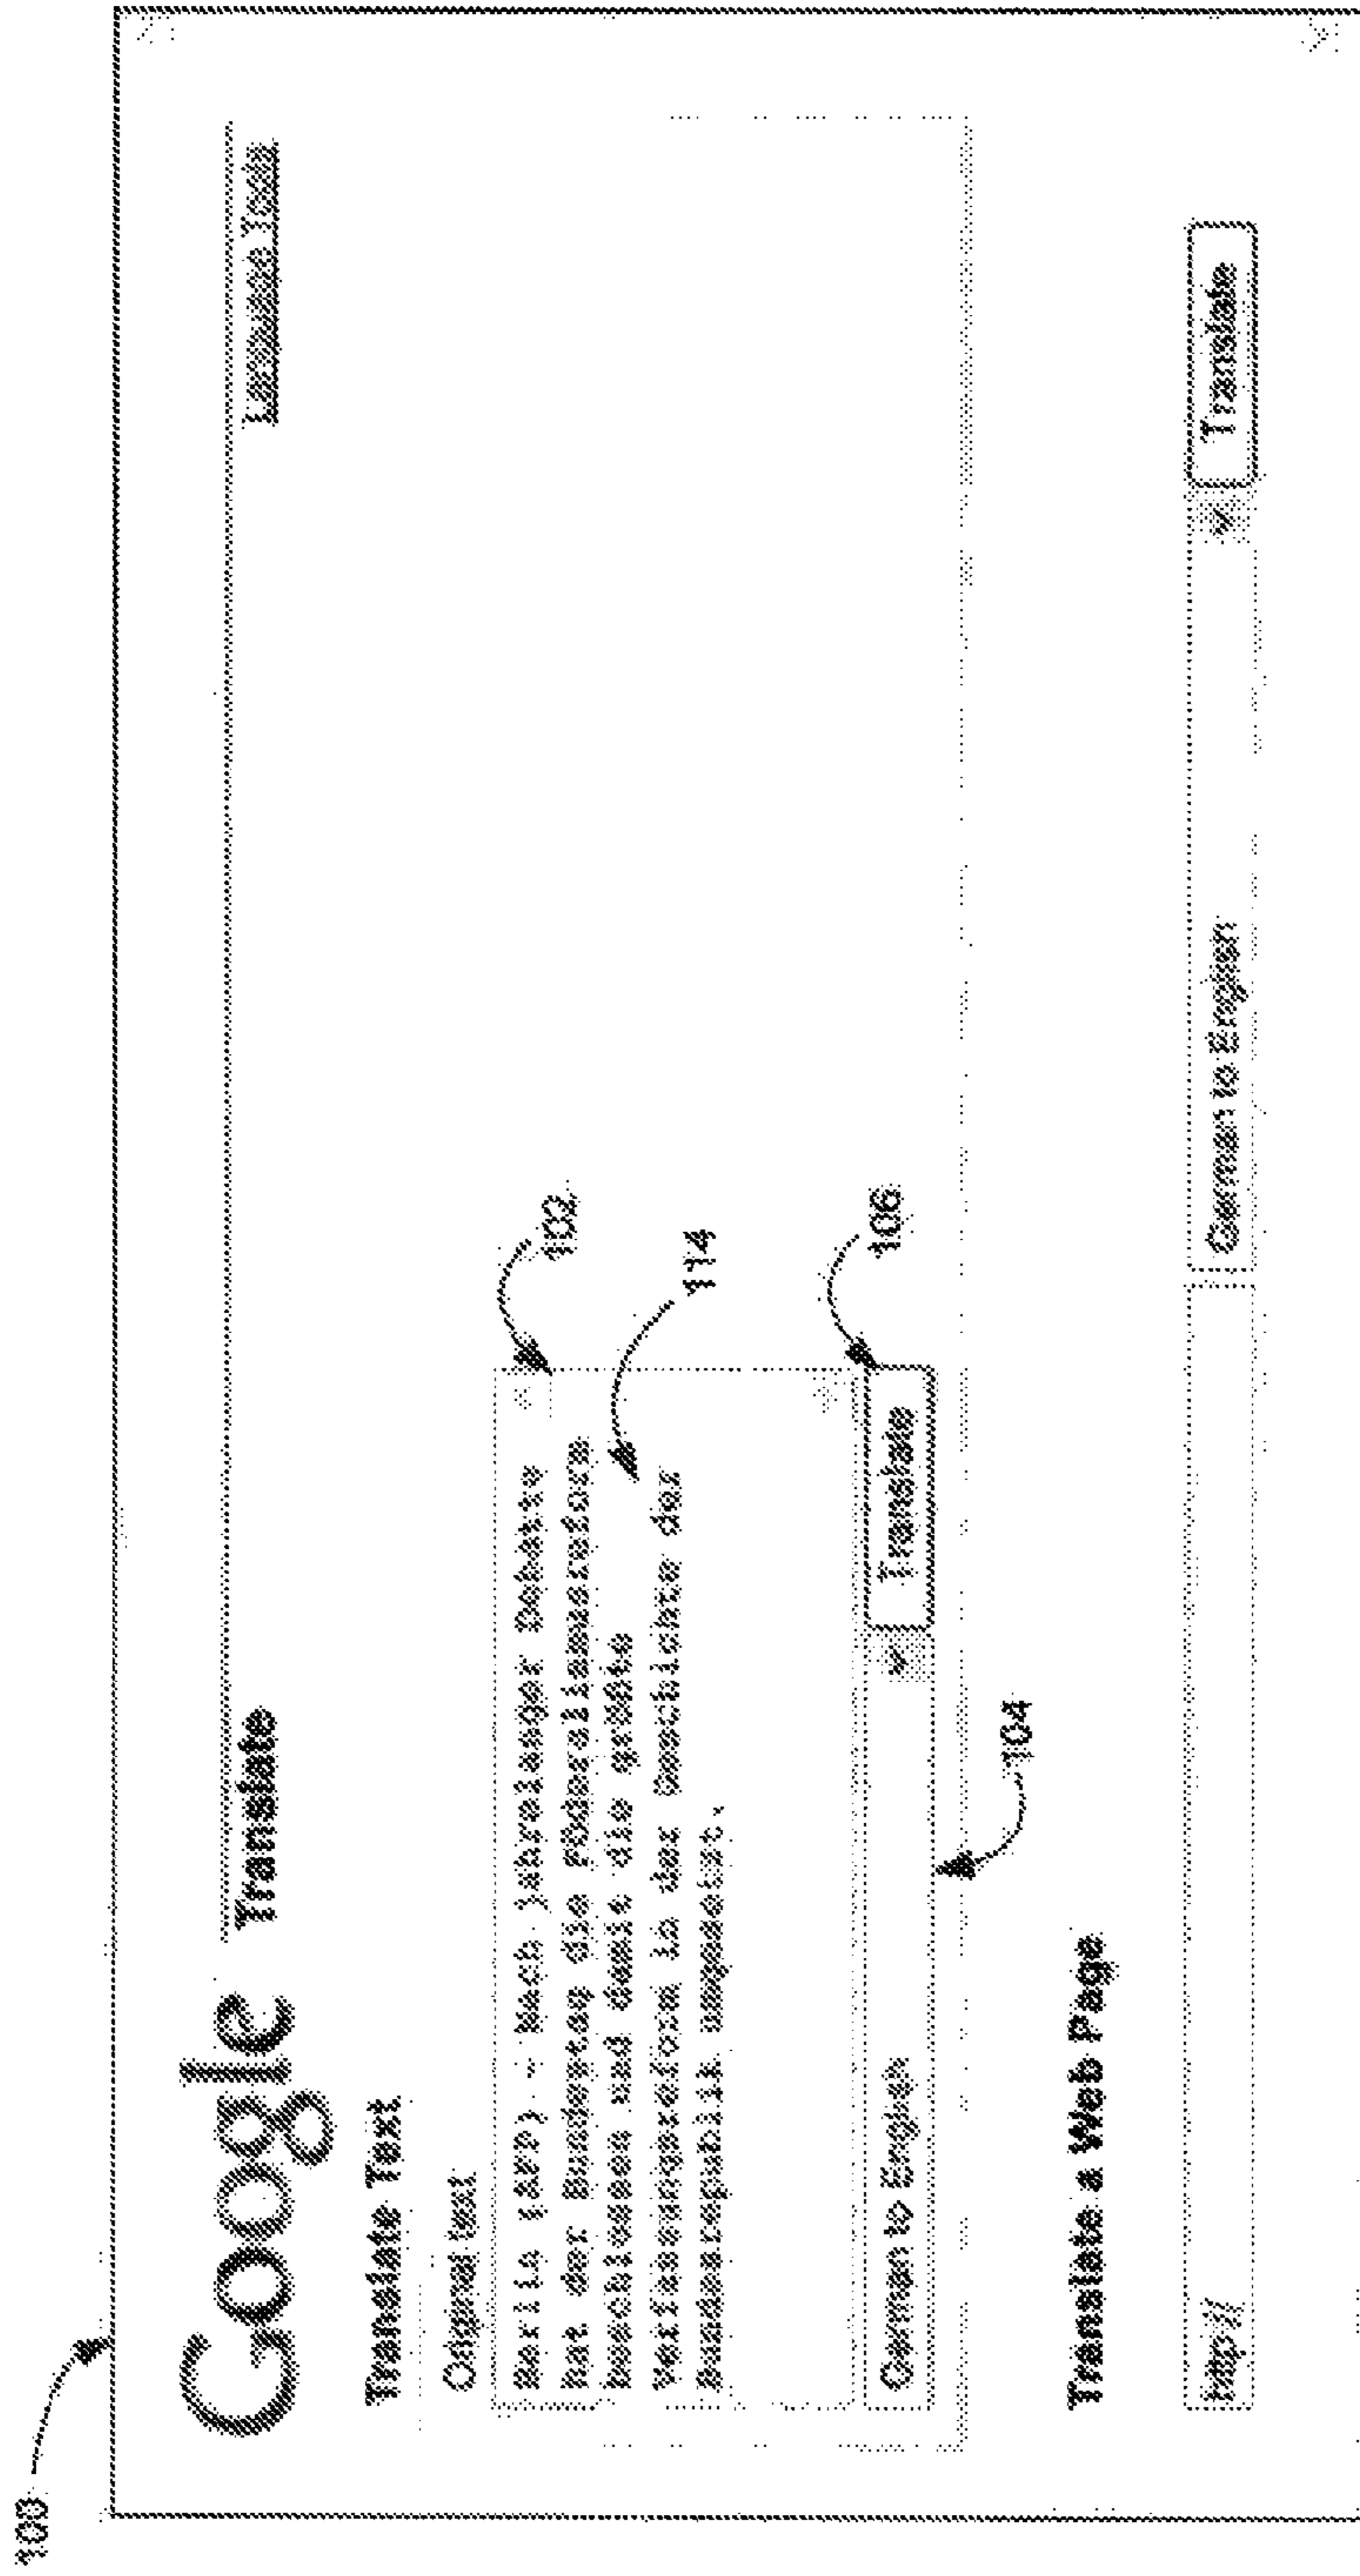 100
Google Translate
Language Tools
Translate Text
Original text
Berlin (AFP) - Nach jahrelanger Debatte
hat der Bundestag die Föderalismusreform
beschlossen und damit die größte
Verfassungsreform in der Geschichte der
Bundesrepublik umgesetzt.
102
114
German to English
Translate
106
104
Translate a Web Page
http://
German to English
Translate